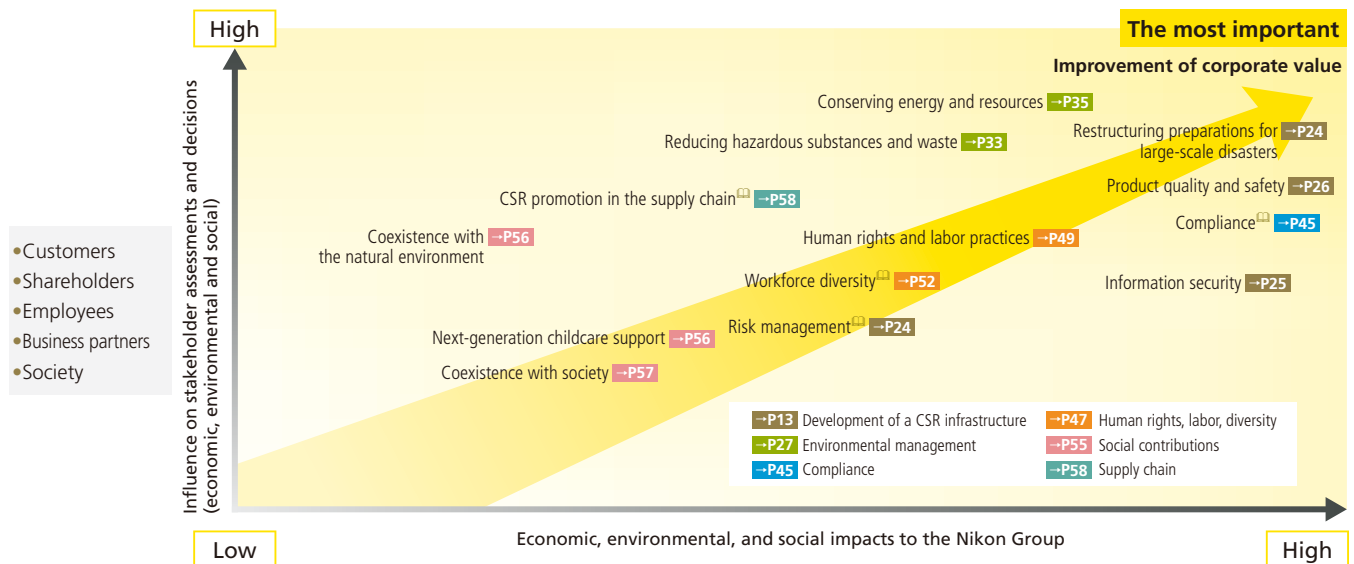 High
The most important
Improvement of corporate value
Conserving energy and resources →P35
Restructuring preparations for →P24
large-scale disasters
Reducing hazardous substances and waste →P33
Product quality and safety →P26
CSR promotion in the supply chain →P58
Compliance →P45
Coexistence with →P56
the natural environment
Human rights and labor practices →P49
Workforce diversity →P52
Information security →P25
Risk management →P24
Next-generation childcare support →P56
Coexistence with society →P57
•Customers
•Shareholders
•Employees
•Business partners
•Society
Influence on stakeholder assessments and decisions
(economic, environmental and social)
→P13 Development of a CSR infrastructure
→P27 Environmental management
→P45 Compliance
→P47 Human rights, labor, diversity
→P55 Social contributions
→P58 Supply chain
Low
Economic, environmental, and social impacts to the Nikon Group
High